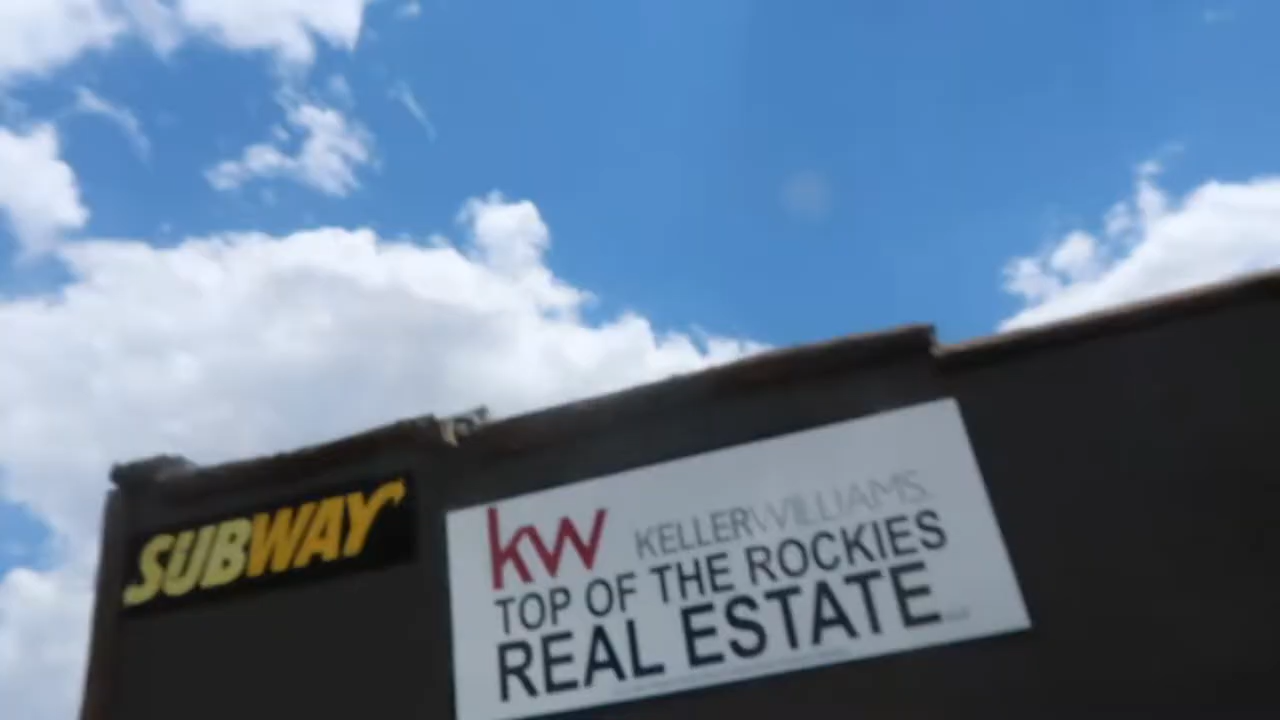 SUBWAY
kw KELLERWILLIAMS.
TOP OF THE ROCKIES
REAL ESTATE